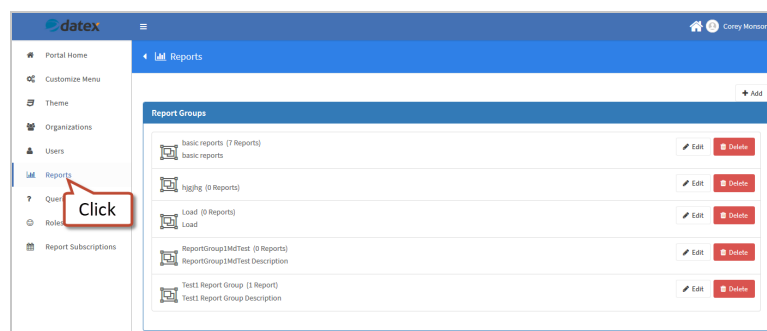 datex
Corey Monson
Portal Home
Reports
Customize Menu
+ Add
Theme
Report Groups
Organizations
basic reports (7 Reports)
basic reports
Edit
Delete
Users
Reports
hjgjhg (0 Reports)
Edit
Delete
? Quer
Click
Load (0 Reports)
Load
Edit
Delete
Roles
Report Subscriptions
ReportGroup1MdTest (0 Reports)
ReportGroup1MdTest Description
Edit
Delete
Test1 Report Group (1 Report)
Test1 Report Group Description
Edit
Delete